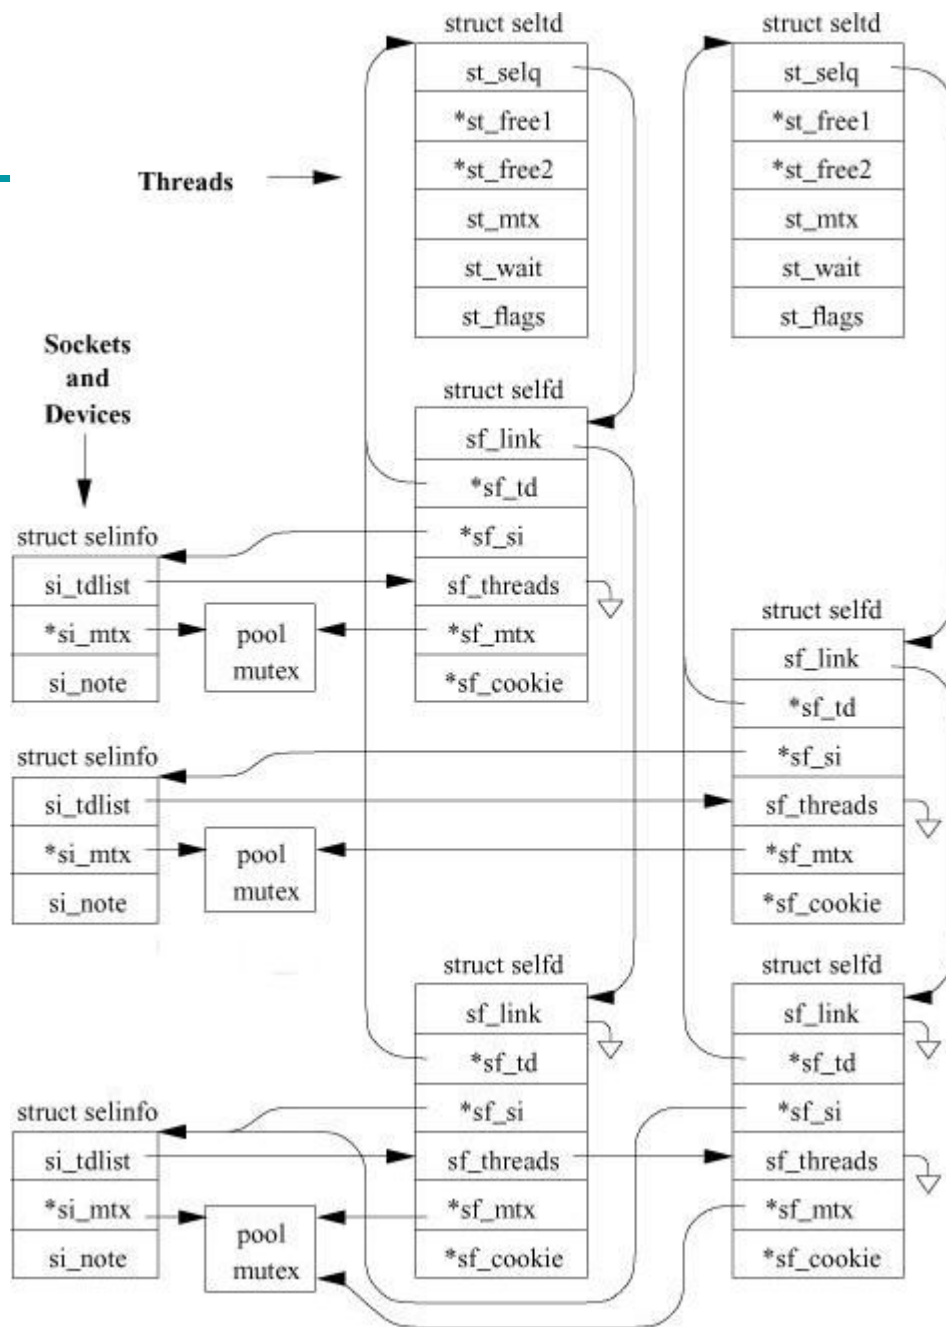 struct seltd
st_selq
*st_free1
*st_free2
st_mtx
st_wait
st_flags
struct seltd
st_selq
*st_free1
*st_free2
st_mtx
st_wait
st_flags
Threads
Sockets
and
Devices
struct selfd
sf_link
*sf_td
*sf_si
sf_threads
*sf_mtx
*sf_cookie
struct selinfo
si_tdlist
*si_mtx
si_note
pool
mutex
struct selfd
sf_link
*sf_td
*sf_si
sf_threads
*sf_mtx
*sf_cookie
struct selinfo
si_tdlist
*si_mtx
si_note
pool
mutex
struct selfd
sf_link
*sf_td
*sf_si
sf_threads
*sf_mtx
*sf_cookie
struct selfd
sf_link
*sf_td
*sf_si
sf_threads
*sf_mtx
*sf_cookie
struct selinfo
si_tdlist
*si_mtx
si_note
pool
mutex